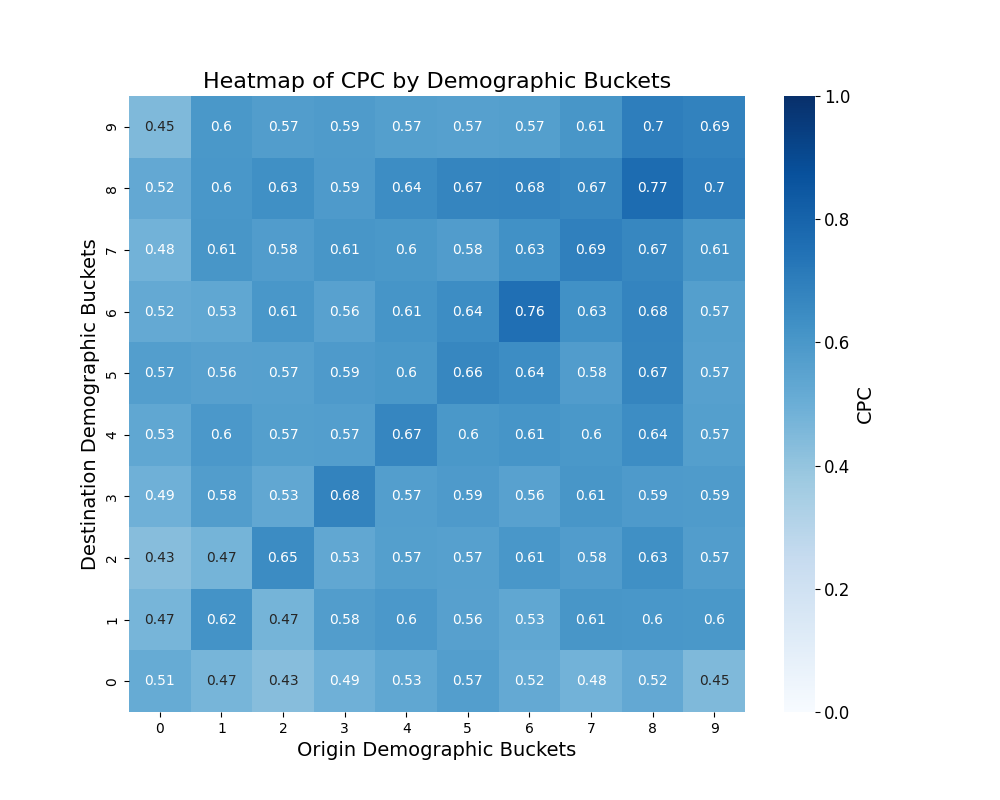 Heatmap of CPC by Demographic Buckets
9 0.45 0.6 0.57 0.59 0.57 0.57 0.57 0.61 0.7 0.69
8 0.52 0.6 0.63 0.59 0.64 0.67 0.68 0.67 0.77 0.7
7 0.48 0.61 0.58 0.61 0.6 0.58 0.63 0.69 0.67 0.61
6 0.52 0.53 0.61 0.56 0.61 0.64 0.76 0.63 0.68 0.57
5 0.57 0.56 0.57 0.59 0.6 0.66 0.64 0.58 0.67 0.57
4 0.53 0.6 0.57 0.57 0.67 0.6 0.61 0.6 0.64 0.57
3 0.49 0.58 0.53 0.68 0.57 0.59 0.56 0.61 0.59 0.59
2 0.43 0.47 0.65 0.53 0.57 0.57 0.61 0.58 0.63 0.57
1 0.47 0.62 0.47 0.58 0.6 0.56 0.53 0.61 0.6 0.6
0 0.51 0.47 0.43 0.49 0.53 0.57 0.52 0.48 0.52 0.45
0 1 2 3 4 5 6 7 8 9
Origin Demographic Buckets
Destination Demographic Buckets
1.0
0.8
0.6
0.4
0.2
0.0
CPC